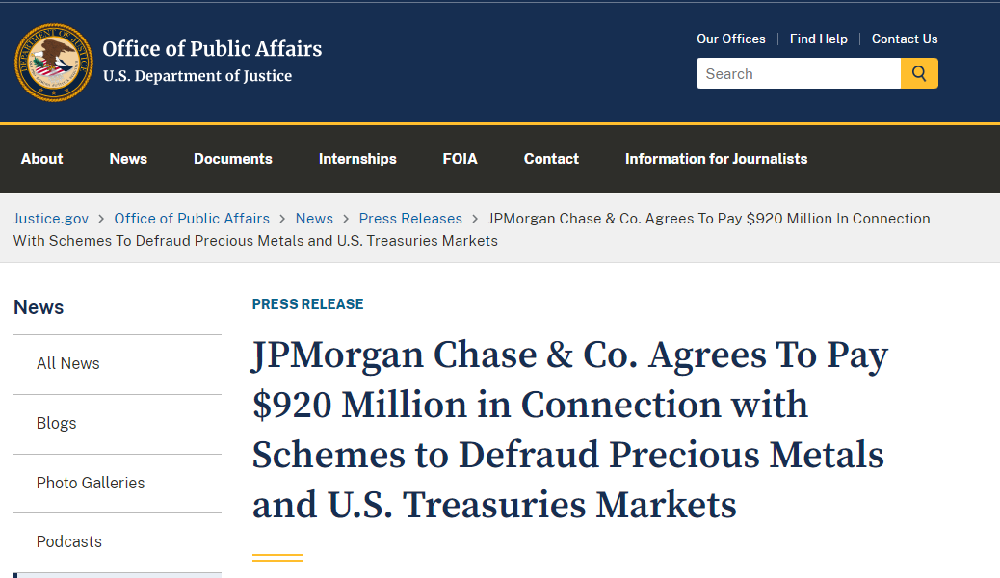 Office of Public Affairs
U.S. Department of Justice
Our Offices
Find Help
Contact Us
Search
About
News
Documents
Internships
FOIA
Contact
Information for Journalists
Justice.gov > Office of Public Affairs > News > Press Releases > JPMorgan Chase & Co. Agrees To Pay $920 Million In Connection
With Schemes To Defraud Precious Metals and U.S. Treasuries Markets
News
All News
Blogs
Photo Galleries
Podcasts
PRESS RELEASE
JPMorgan Chase & Co. Agrees To Pay
$920 Million in Connection with
Schemes to Defraud Precious Metals
and U.S. Treasuries Markets